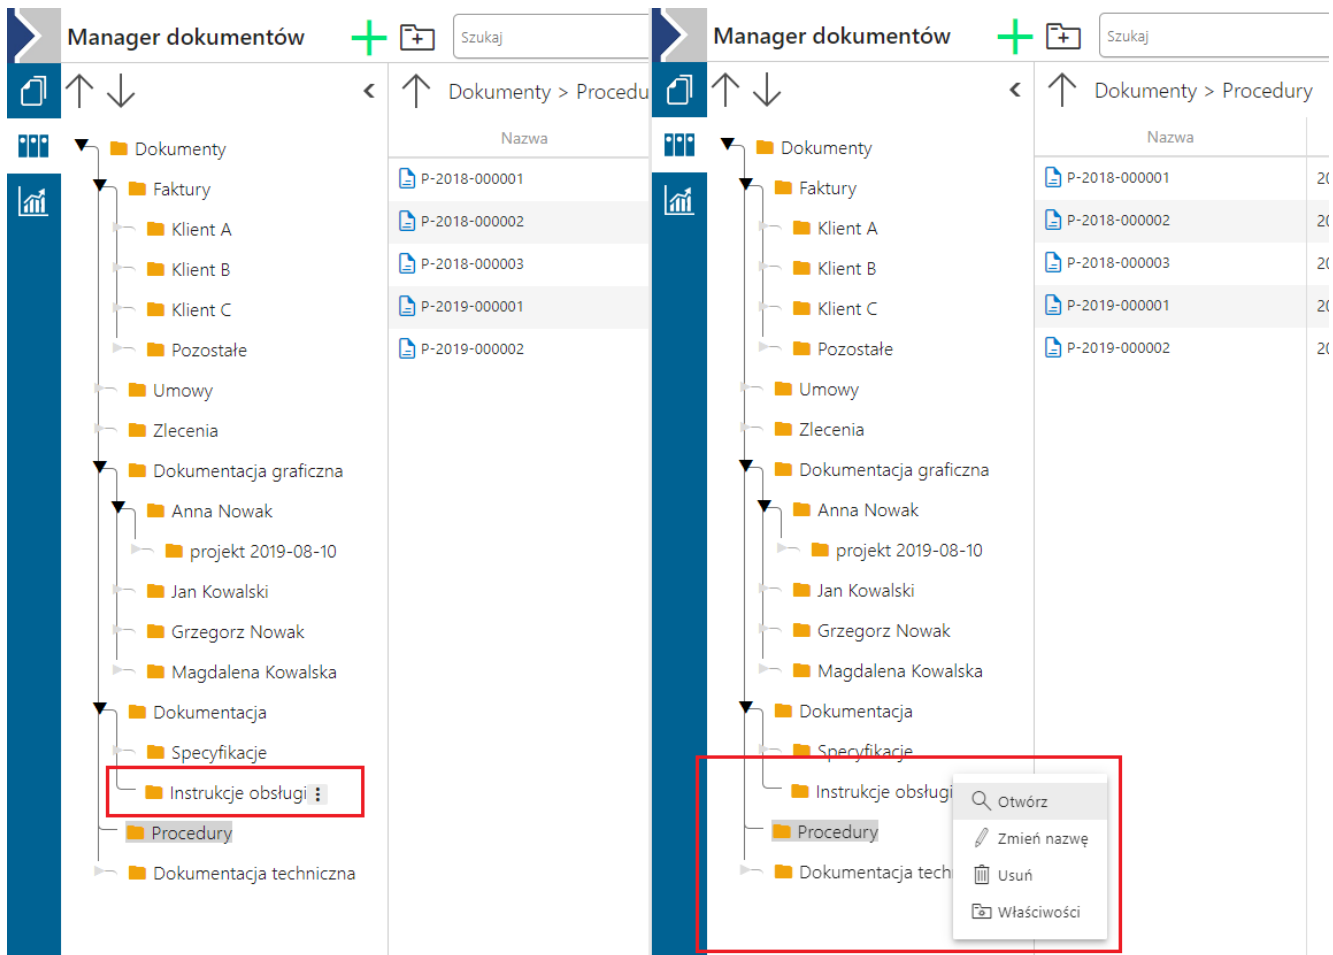 Manager dokumentów
Szukaj
Dokumenty > Procedu
Nazwa
Dokumenty
Faktury
Klient A
Klient B
Klient C
Pozostałe
Umowy
Zlecenia
Dokumentacja graficzna
Anna Nowak
projekt 2019-08-10
Jan Kowalski
Grzegorz Nowak
Magdalena Kowalska
Dokumentacja
Specyfikacje
Instrukcje obsługi
Procedury
Dokumentacja techniczna
P-2018-000001
P-2018-000002
P-2018-000003
P-2019-000001
P-2019-000002
Manager dokumentów
Szukaj
Dokumenty > Procedury
Nazwa
Dokumenty
Faktury
Klient A
Klient B
Klient C
Pozostałe
Umowy
Zlecenia
Dokumentacja graficzna
Anna Nowak
projekt 2019-08-10
Jan Kowalski
Grzegorz Nowak
Magdalena Kowalska
Dokumentacja
Specyfikacje
Instrukcje obsługi
Procedury
Dokumentacja tech
Otwórz
Zmień nazwę
Usuń
Właściwości
P-2018-000001
P-2018-000002
P-2018-000003
P-2019-000001
P-2019-000002